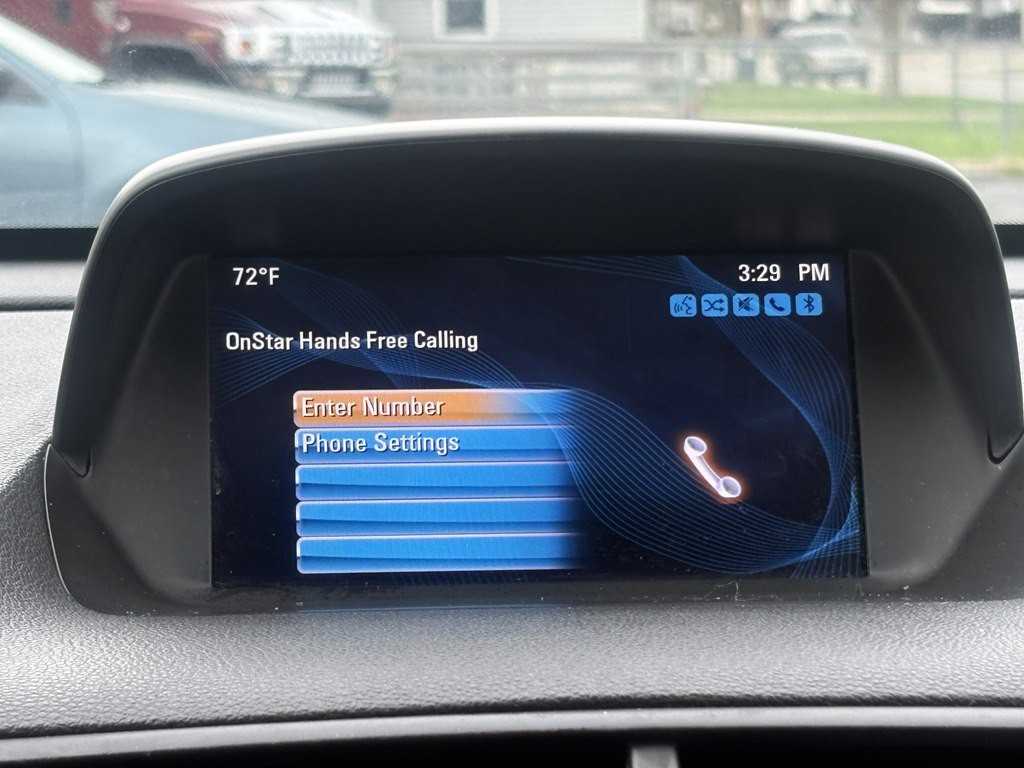 72°F
3:29 PM
OnStar Hands Free Calling
Enter Number
Phone Settings